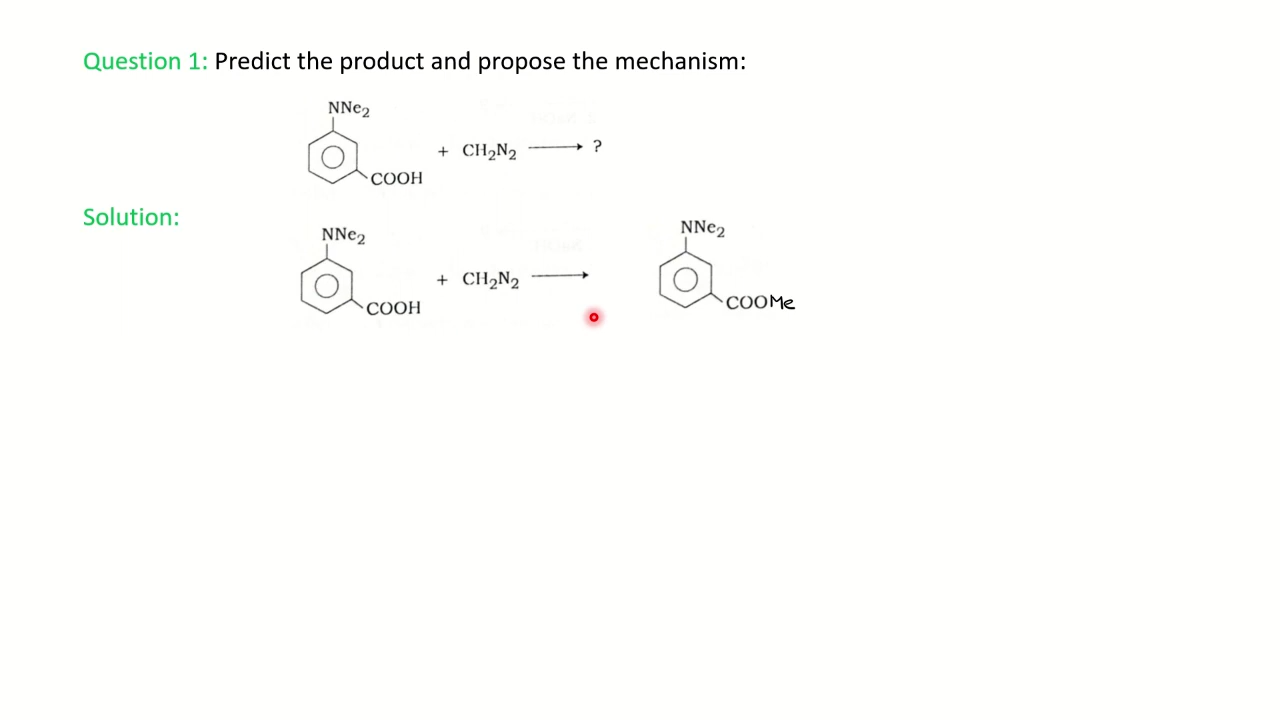 Question 1: Predict the product and propose the mechanism:
NNe₂
+ CH₂N₂ ?
COOH
Solution:
NNe₂ NNe₂
+ CH₂N₂
COOH COOMe